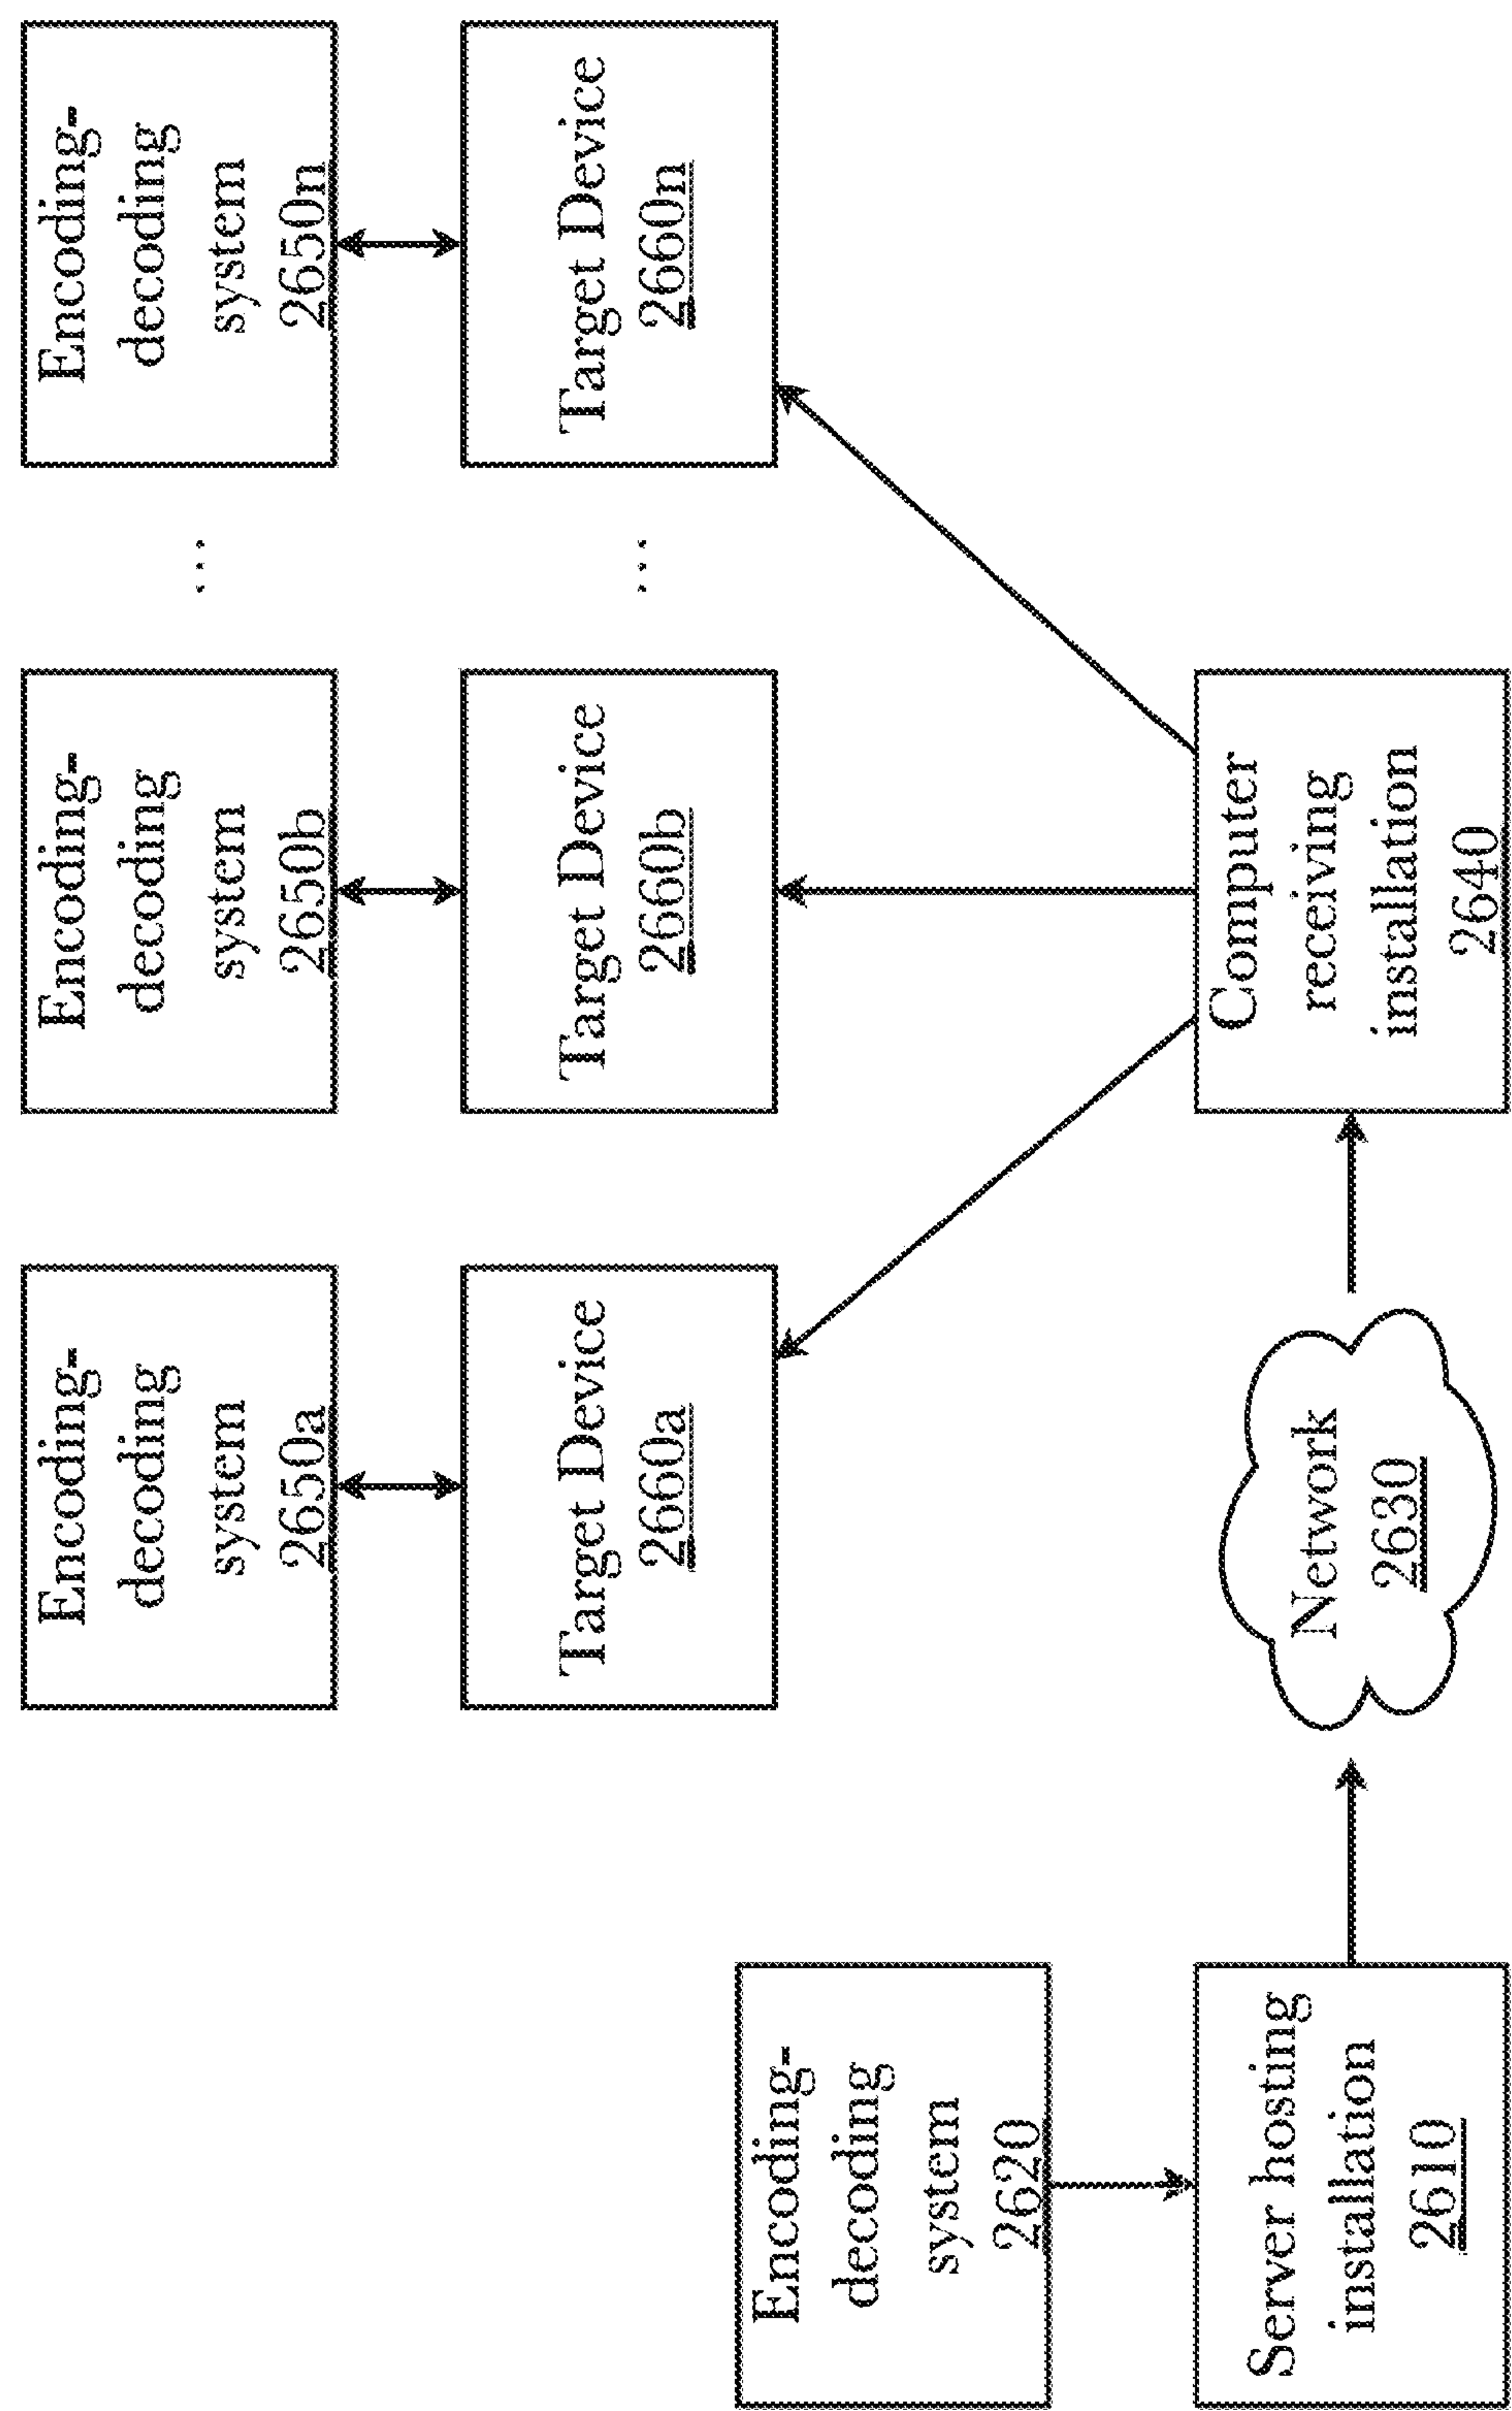 Encoding-
decoding
system
2650a
Encoding-
decoding
system
2650b
...
Encoding-
decoding
system
2650n
Target Device
2660a
Target Device
2660b
...
Target Device
2660n
Encoding-
decoding
system
2620
Server hosting
installation
2610
Network
2630
Computer
receiving
installation
2640